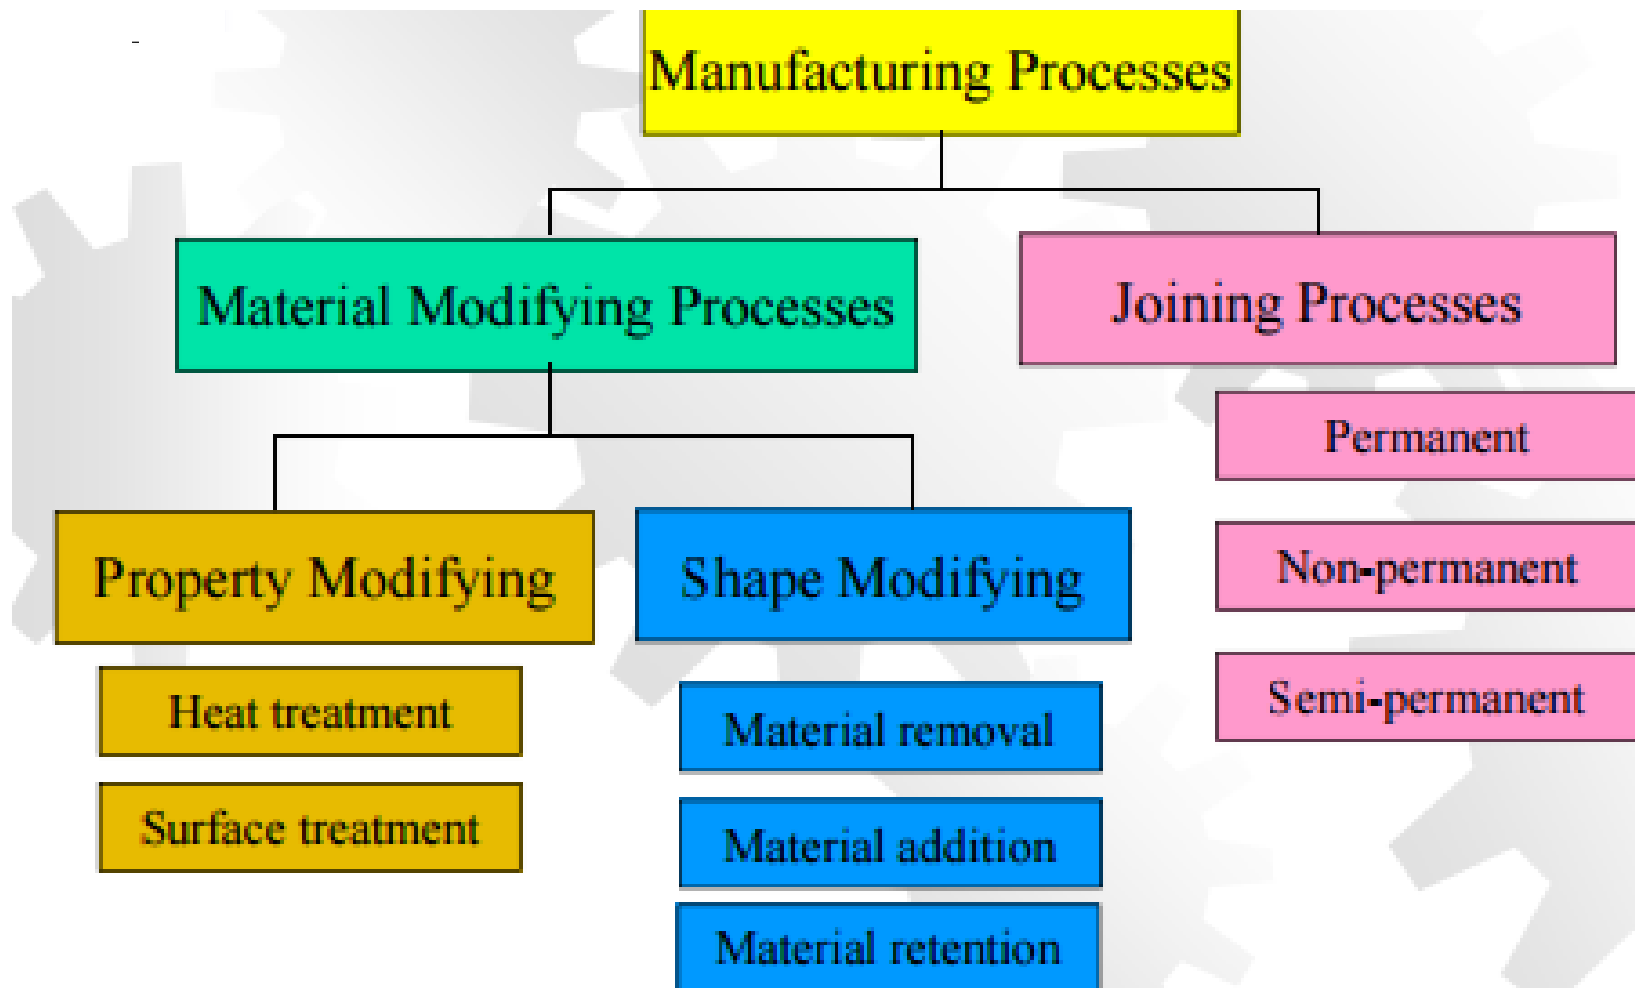 Manufacturing Processes
Material Modifying Processes
Joining Processes
Permanent
Non-permanent
Semi-permanent
Property Modifying
Shape Modifying
Heat treatment
Surface treatment
Material removal
Material addition
Material retention